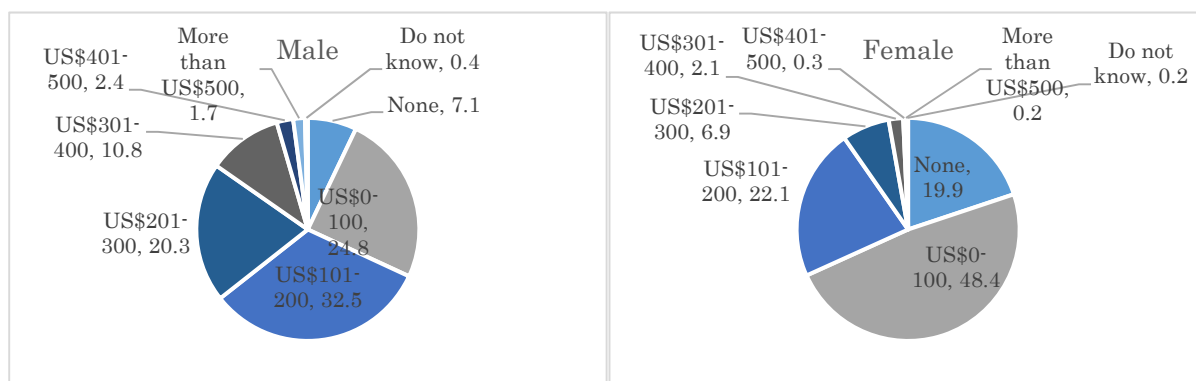 Male
Do not
know, 0.4
None, 7.1
US$0-
100,
24.8
US$101-
200, 32.5
US$201-
300, 20.3
US$301-
400, 10.8
US$401-
500, 2.4
More
than
US$500,
1.7
Female
Do not
know, 0.2
None,
19.9
US$0-
100, 48.4
US$101-
200, 22.1
US$201-
300, 6.9
US$301-
400, 2.1
US$401-
500, 0.3
More
than
US$500,
0.2